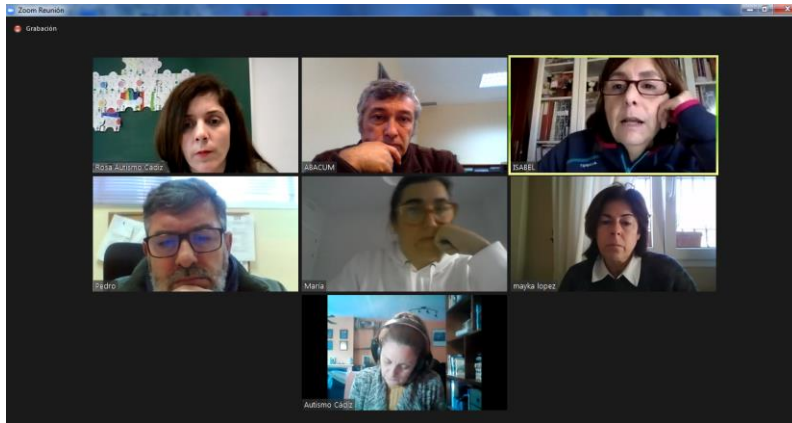 Zoom Reunión
Grabación
Rosa Autismo Cádiz
ABACUM
ISABEL
Pedro
María
mayka lopez
Autismo Cádiz